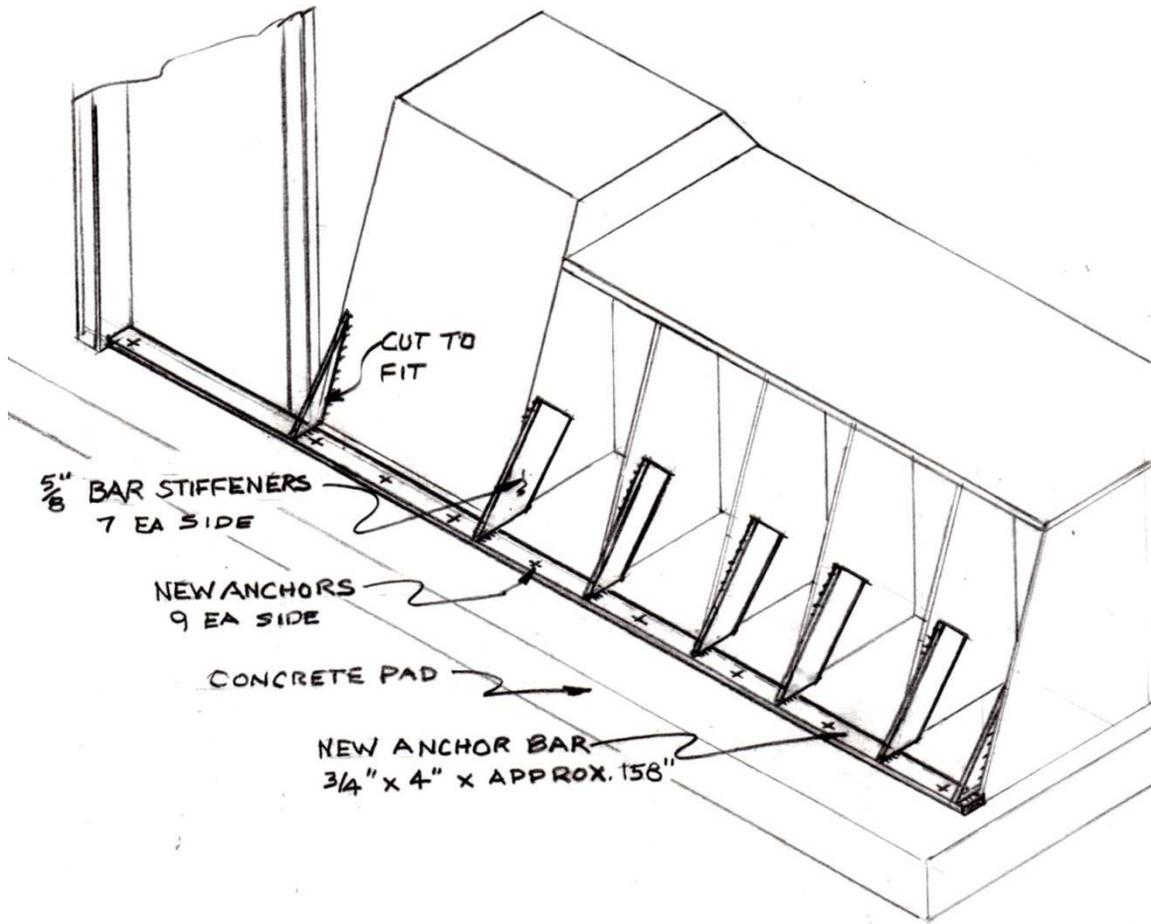 CUT TO
FIT
5/8" BAR STIFFENERS
7 EA SIDE
NEW ANCHORS
9 EA SIDE
CONCRETE PAD
NEW ANCHOR BAR
3/4" x 4" x APPROX. 158"